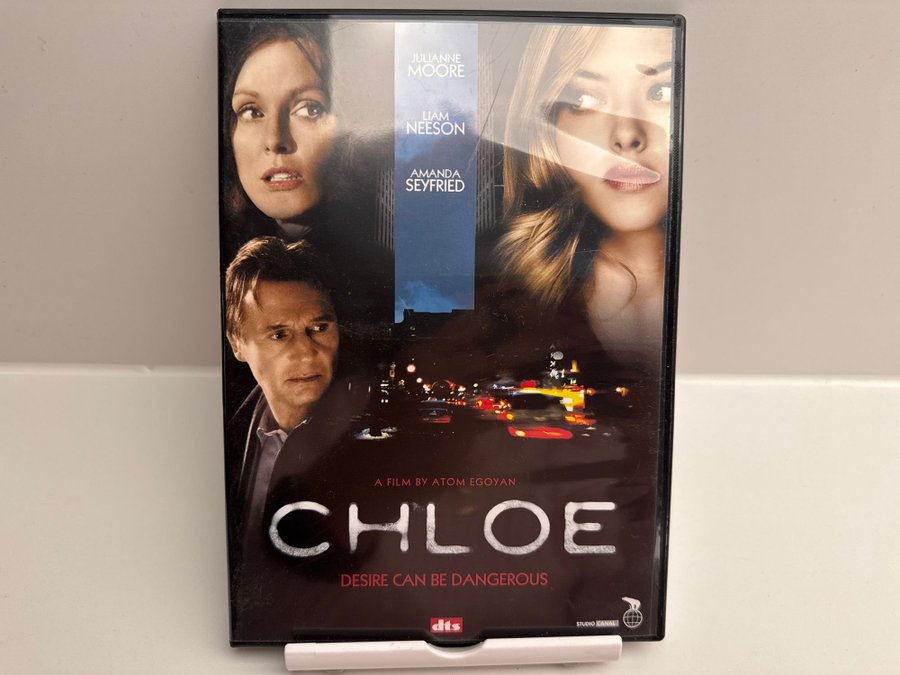 JULIANNE
MOORE
LIAM
NEESON
AMANDA
SEYFRIED
A FILM BY ATOM EGOYAN
CHLOE
DESIRE CAN BE DANGEROUS
dts
STUDIO CANAL